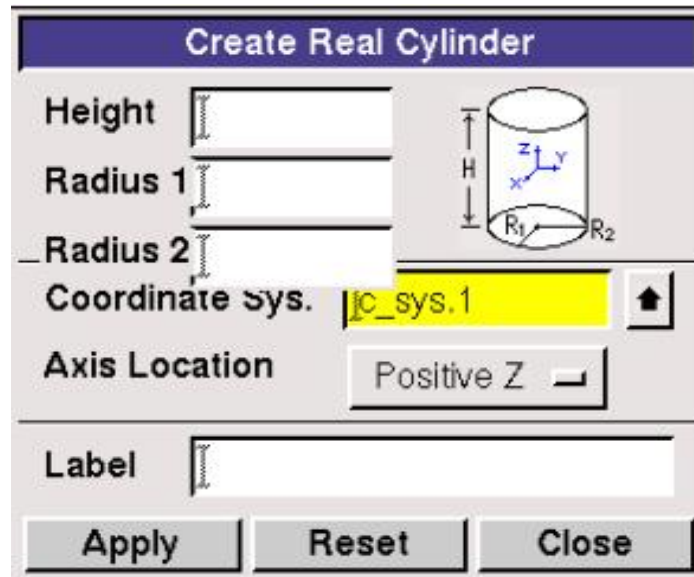 Create Real Cylinder
Height
H
Z
Y
X
Radius 1
R1
R2
Radius 2
Coordinate Sys.
c_sys.1
Axis Location
Positive Z
Label
Apply
Reset
Close